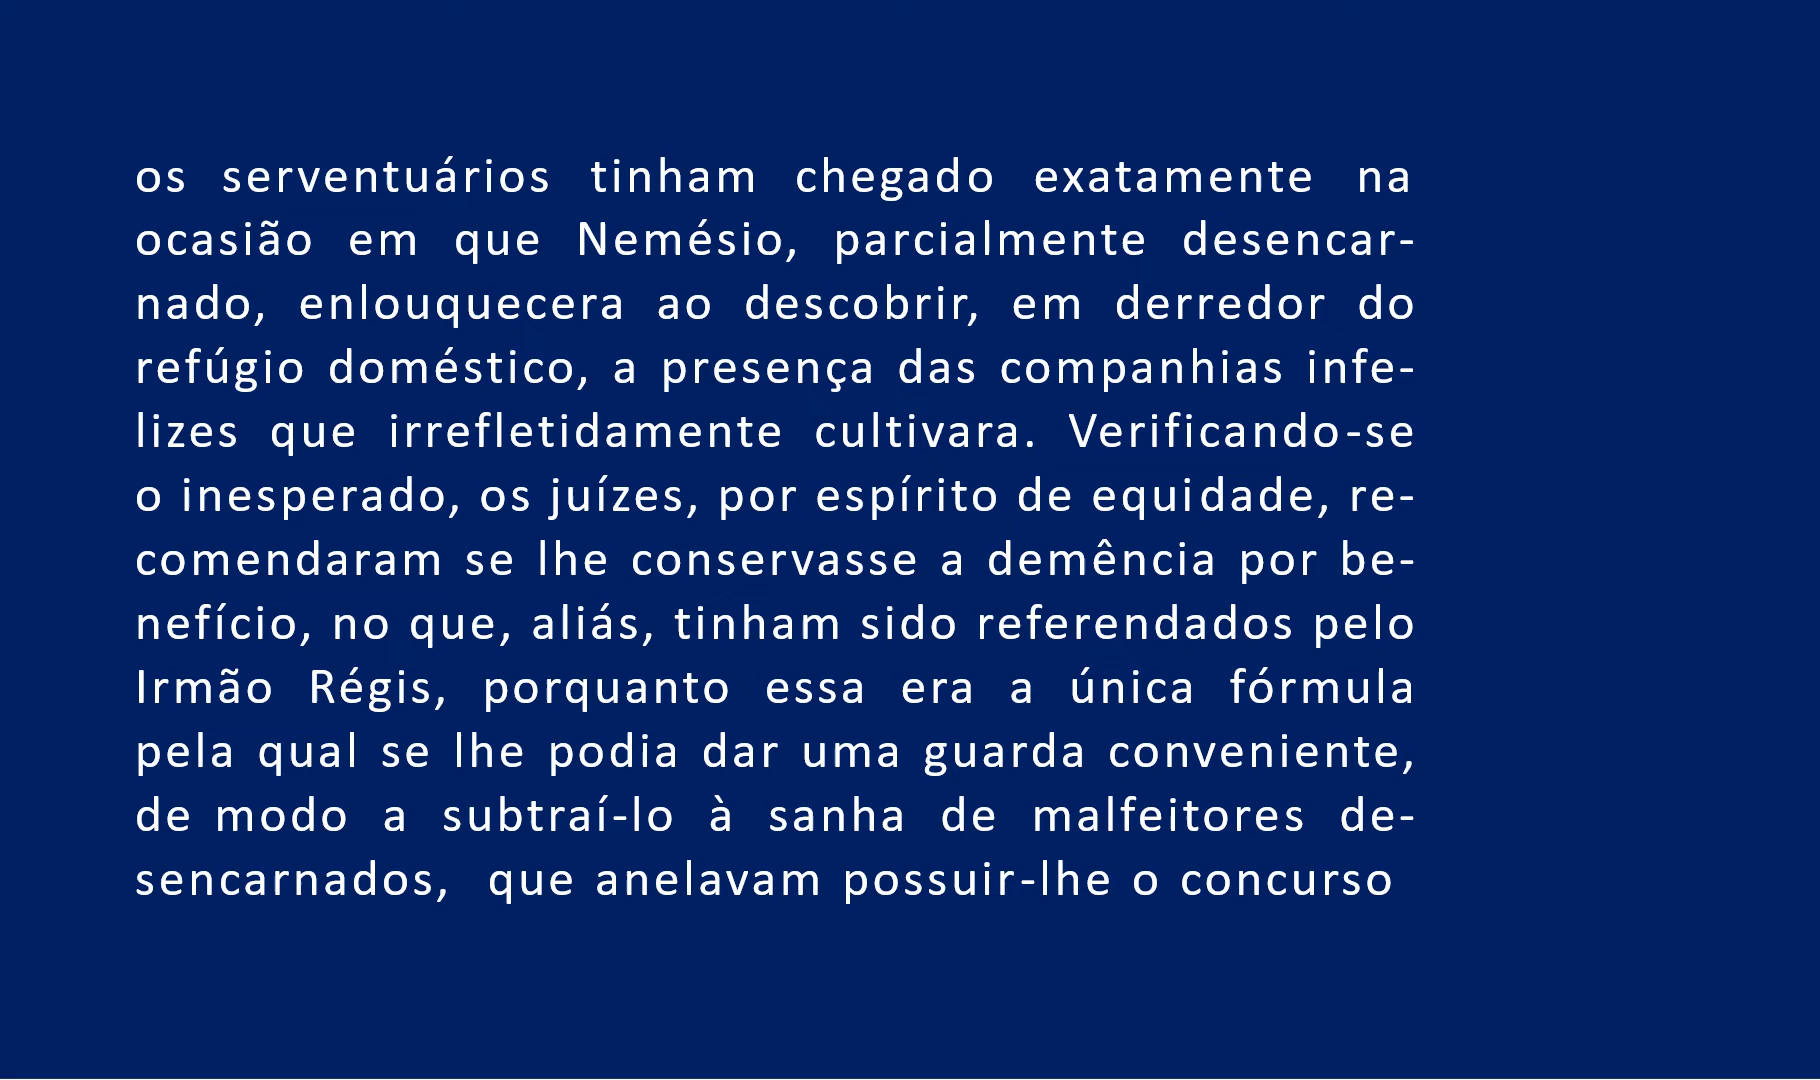 os serventuários tinham chegado exatamente na
ocasião em que Nemésio, parcialmente desencar-
nado, enlouquecera ao descobrir, em derredor do
refúgio doméstico, a presença das companhias infe-
lizes que irrefletidamente cultivara. Verificando-se
o inesperado, os juízes, por espírito de equidade, re-
comendaram se lhe conservasse a demência por be-
nefício, no que, aliás, tinham sido referendados pelo
Irmão Régis, porquanto essa era a única fórmula
pela qual se lhe podia dar uma guarda conveniente,
de modo a subtraí-lo à sanha de malfeitores de-
sencarnados, que anelavam possuir-lhe o concurso